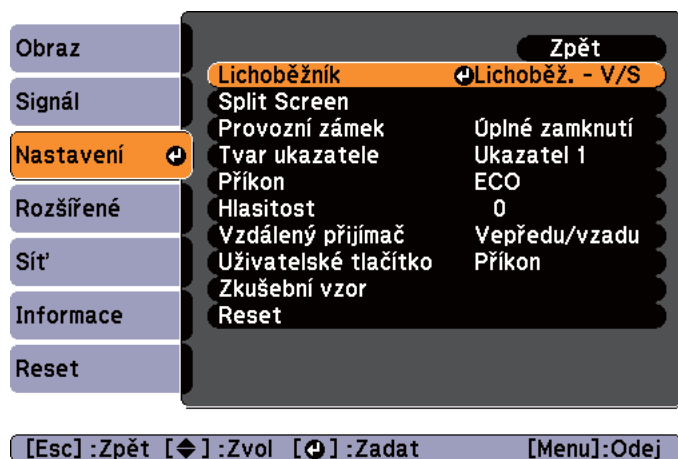 Obraz
Signál
Nastavení
Rozšířené
Síť
Informace
Reset
Zpět
Lichoběžník Lichoběž. - V/S
Split Screen
Provozní zámek Úplné zamknutí
Tvar ukazatele Ukazatel 1
Příkon ECO
Hlasitost 0
Vzdálený přijímač Vepředu/vzadu
Uživatelské tlačítko Příkon
Zkušební vzor
Reset
[Esc] :Zpět [◆] :Zvol [⏎] :Zadat [Menu]:Odej